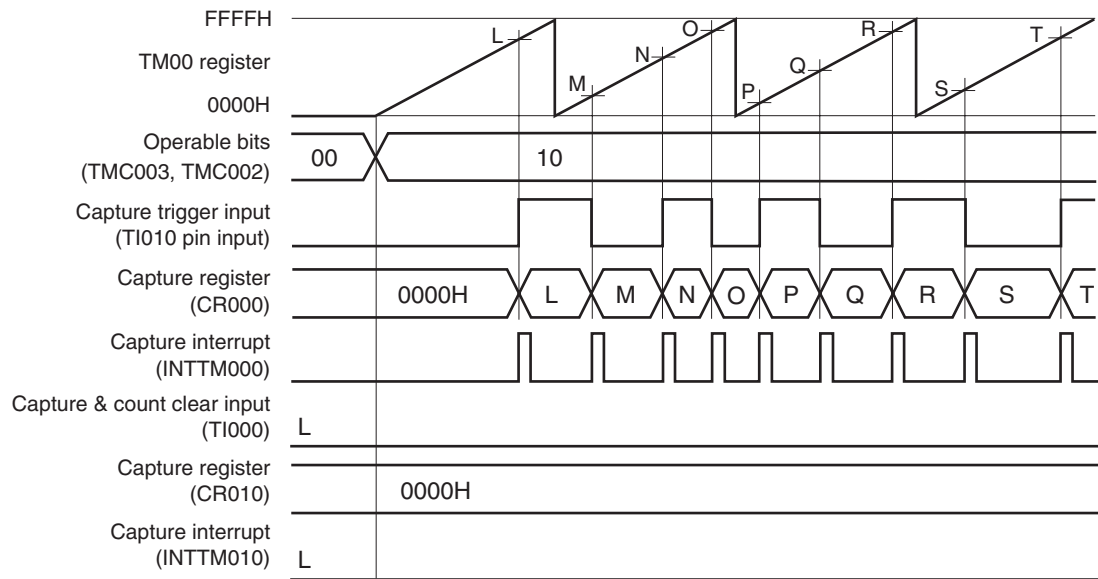 FFFFH
TM00 register
0000H
L M N O P Q R S T
Operable bits
(TMC003, TMC002)
00 10
Capture trigger input
(TI010 pin input)
Capture register
(CR000)
0000H L M N O P Q R S T
Capture interrupt
(INTTM000)
Capture & count clear input
(TI000)
L
Capture register
(CR010)
0000H
Capture interrupt
(INTTM010)
L